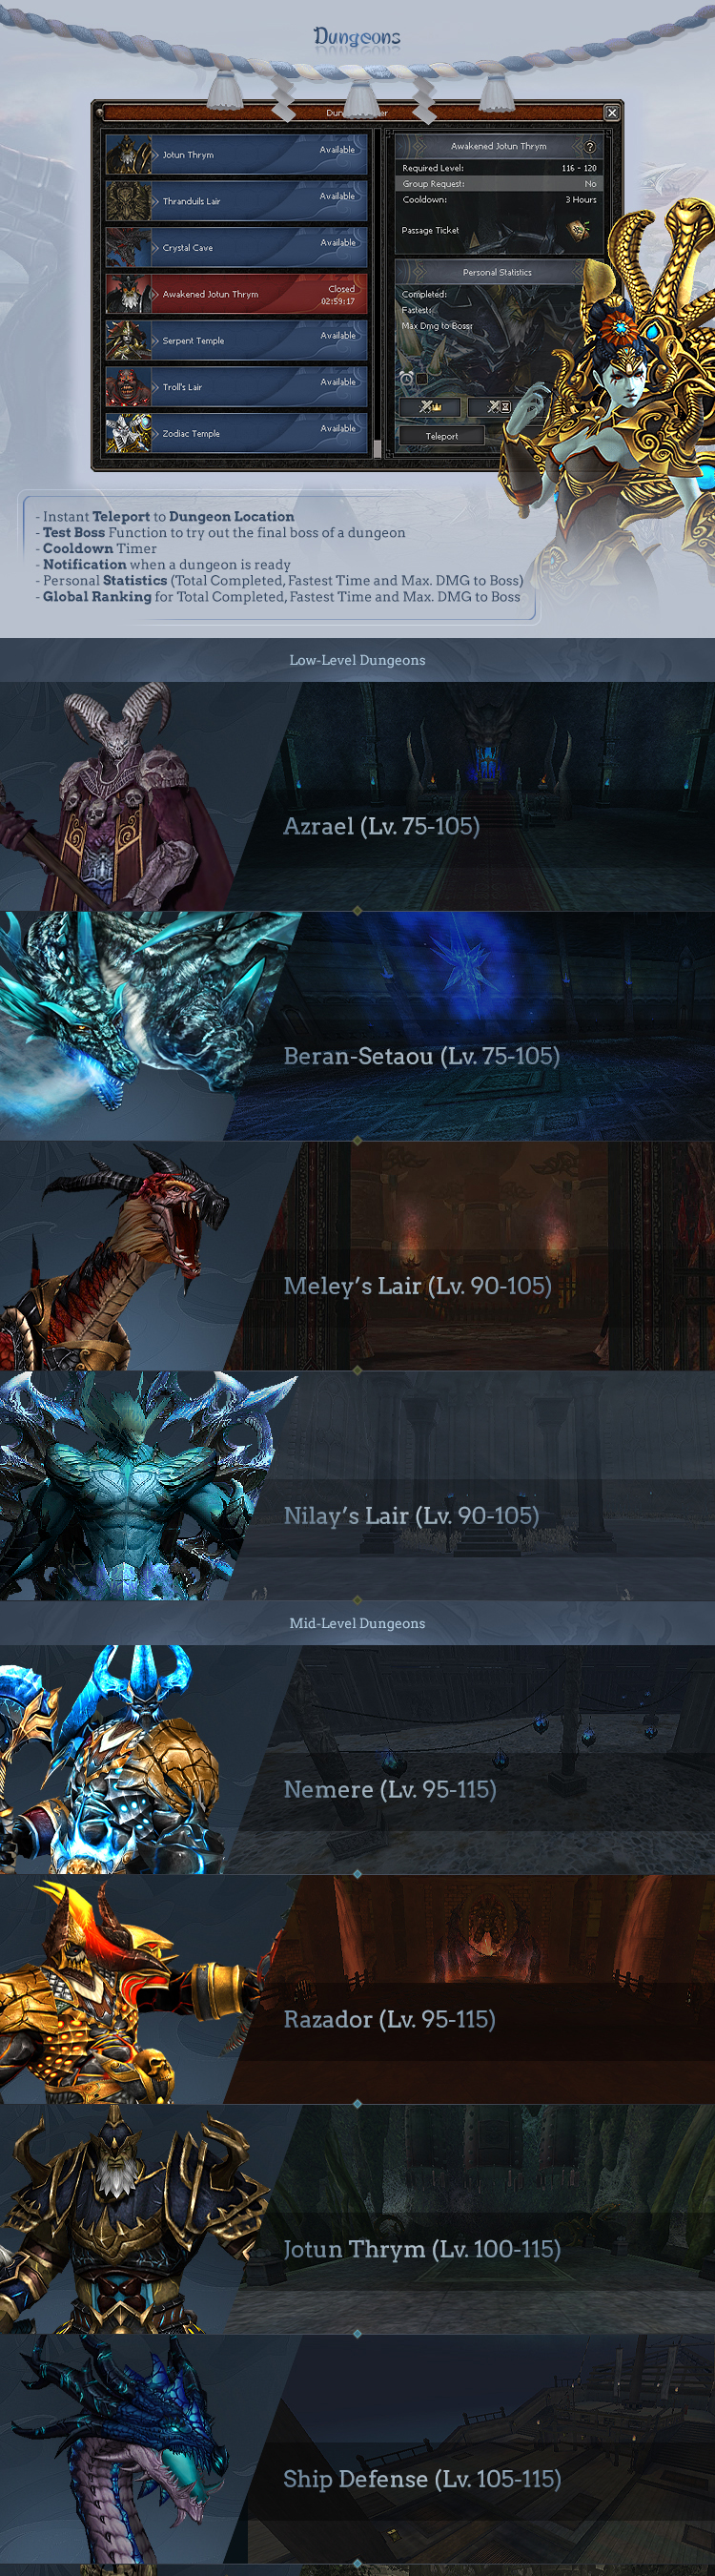 Dungeons
Jotun Thrym
Available
Thranduils Lair
Available
Crystal Cave
Available
Awakened Jotun Thrym
Closed
02:59:17
Serpent Temple
Available
Troll's Lair
Available
Zodiac Temple
Available
Awakened Jotun Thrym
?
Required Level: 116 - 120
Group Request: No
Cooldown: 3 Hours
Passage Ticket
Personal Statistics
Completed:
Fastest:
Max Dmg to Boss:
Teleport
- Instant Teleport to Dungeon Location
- Test Boss Function to try out the final boss of a dungeon
- Cooldown Timer
- Notification when a dungeon is ready
- Personal Statistics (Total Completed, Fastest Time and Max. DMG to Boss)
- Global Ranking for Total Completed, Fastest Time and Max. DMG to Boss
Low-Level Dungeons
Azrael (Lv. 75-105)
Beran-Setaou (Lv. 75-105)
Meley’s Lair (Lv. 90-105)
Nilay’s Lair (Lv. 90-105)
Mid-Level Dungeons
Nemere (Lv. 95-115)
Razador (Lv. 95-115)
Jotun Thrym (Lv. 100-115)
Ship Defense (Lv. 105-115)